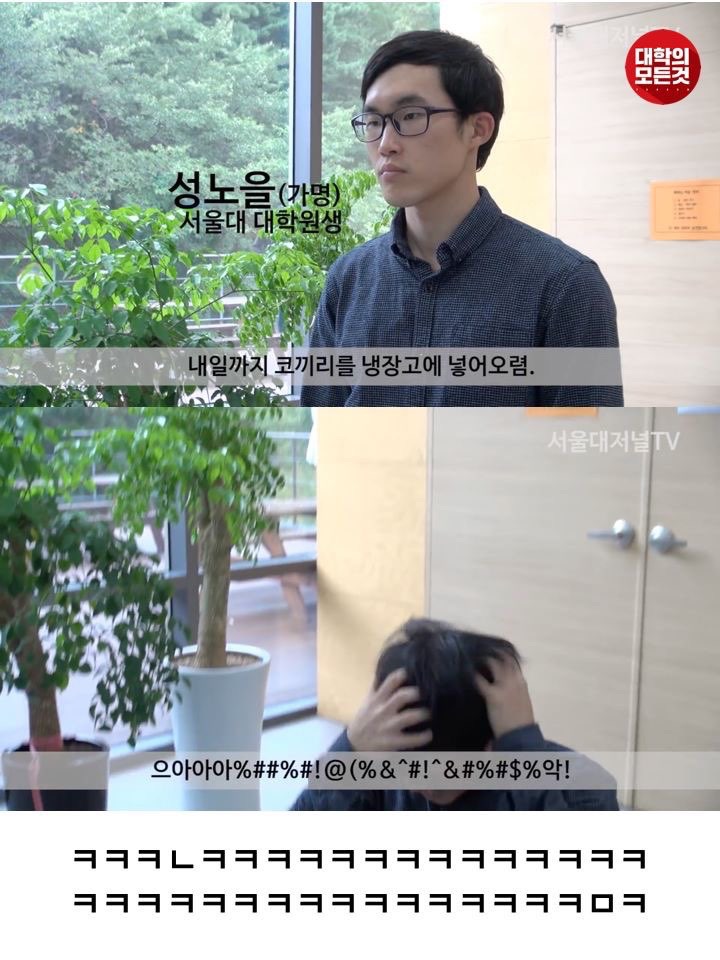 대학의
모든것
성노을(가명)
서울대 대학원생
내일까지 코끼리를 냉장고에 넣어오렴.
서울대저널TV
으아아아%##%#!@(%&^#!^&#%#$%악!
ㅋㅋㅋㄴㅋㅋㅋㅋㅋㅋㅋㅋㅋㅋㅋㅋㅋㅋ
ㅋㅋㅋㅋㅋㅋㅋㅋㅋㅋㅋㅋㅋㅋㅋㅋㅁㅋ